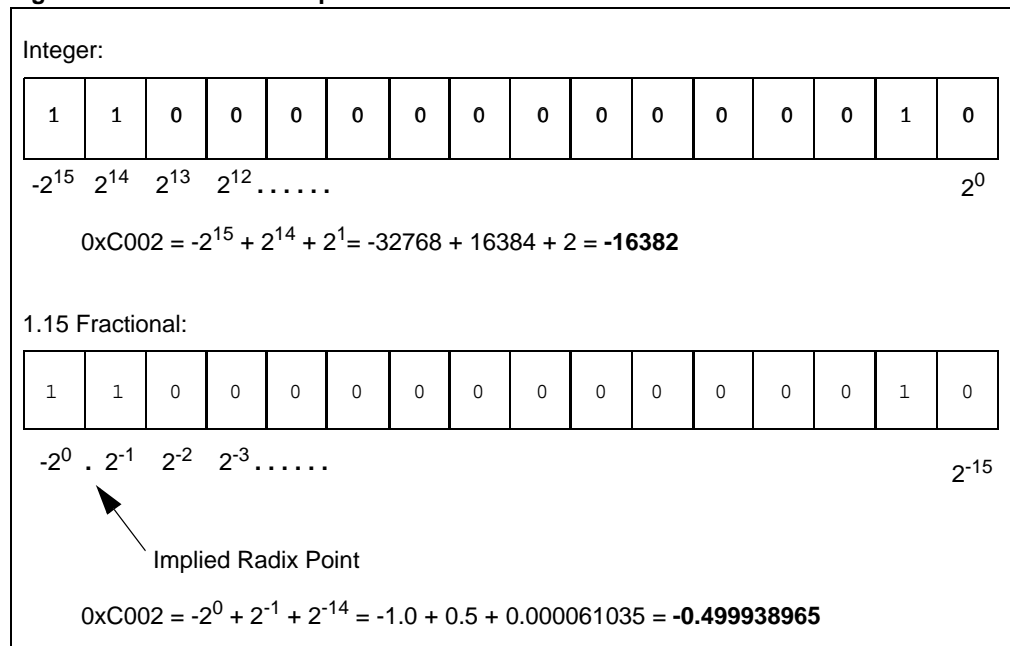 Integer:
1 1 0 0 0 0 0 0 0 0 0 0 0 0 1 0
-2^15 2^14 2^13 2^12 . . . . . . 2^0
0xC002 = -2^15 + 2^14 + 2^1= -32768 + 16384 + 2 = -16382
1.15 Fractional:
1 1 0 0 0 0 0 0 0 0 0 0 0 0 1 0
-2^0 . 2^-1 2^-2 2^-3 . . . . . . 2^-15
Implied Radix Point
0xC002 = -2^0 + 2^-1 + 2^-14 = -1.0 + 0.5 + 0.000061035 = -0.499938965